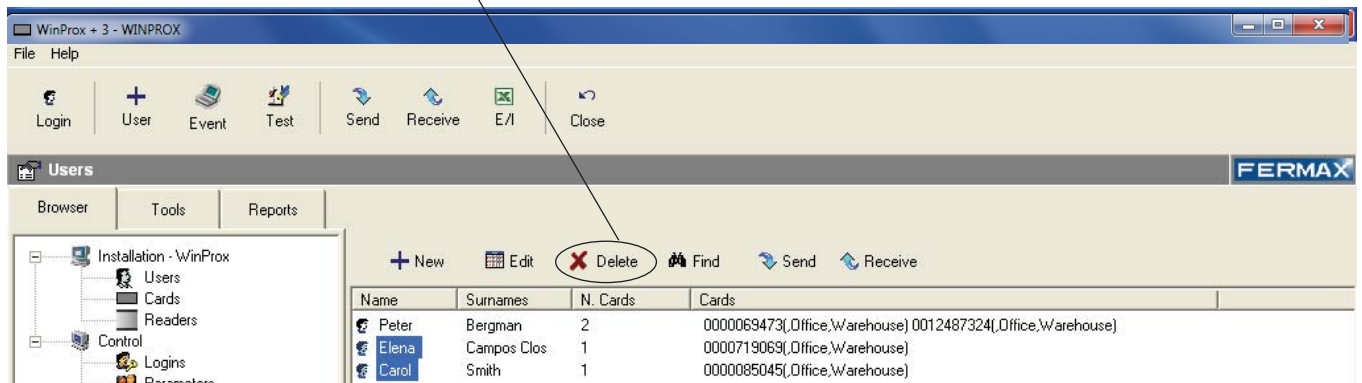 WinProx + 3 - WINPROX
File Help
Login User Event Test Send Receive E/I Close
Users FERMAX
Browser Tools Reports
New Edit Delete Find Send Receive
Installation - WinProx
Users
Cards
Readers
Control
Logins
Parameters
Name Surnames N. Cards Cards
Peter Bergman 2 0000069473(,Office,Warehouse) 0012487324(,Office,Warehouse)
Elena Campos Clos 1 0000719069(,Office,Warehouse)
Carol Smith 1 0000085045(,Office,Warehouse)